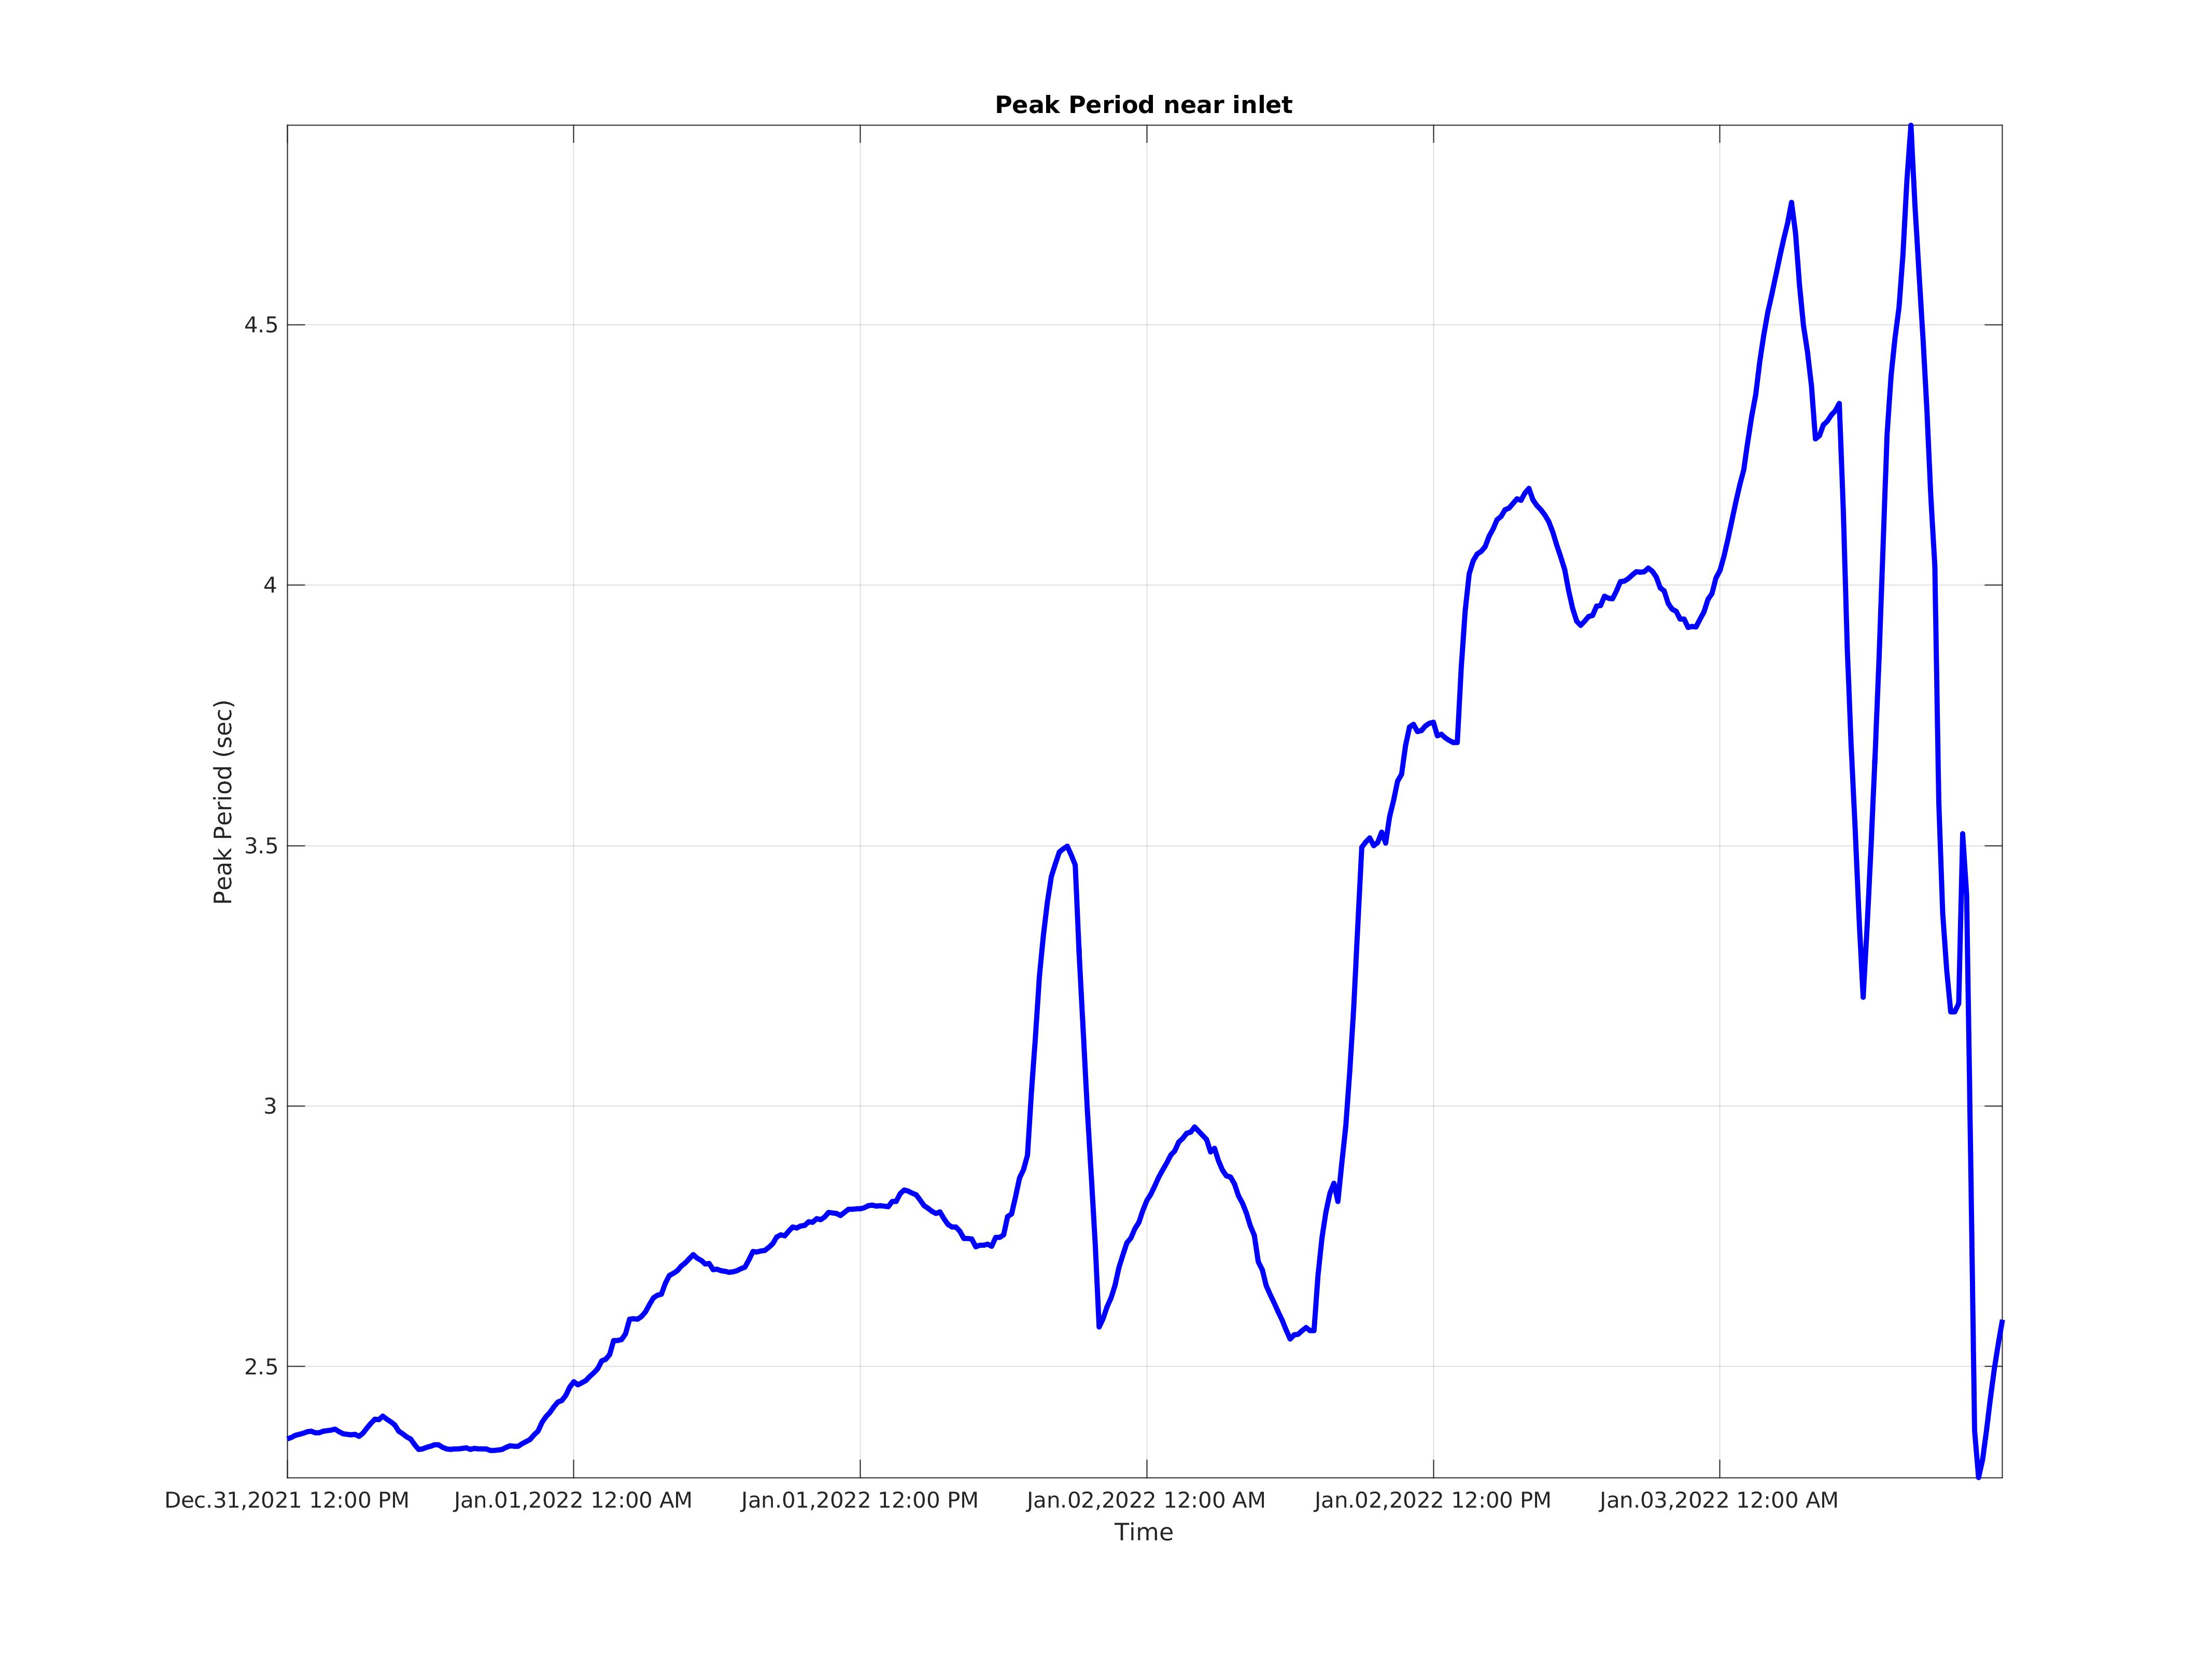 Peak Period near inlet
4.5
4
3.5
3
2.5
Peak Period (sec)
Dec.31,2021 12:00 PM
Jan.01,2022 12:00 AM
Jan.01,2022 12:00 PM
Jan.02,2022 12:00 AM
Jan.02,2022 12:00 PM
Jan.03,2022 12:00 AM
Time